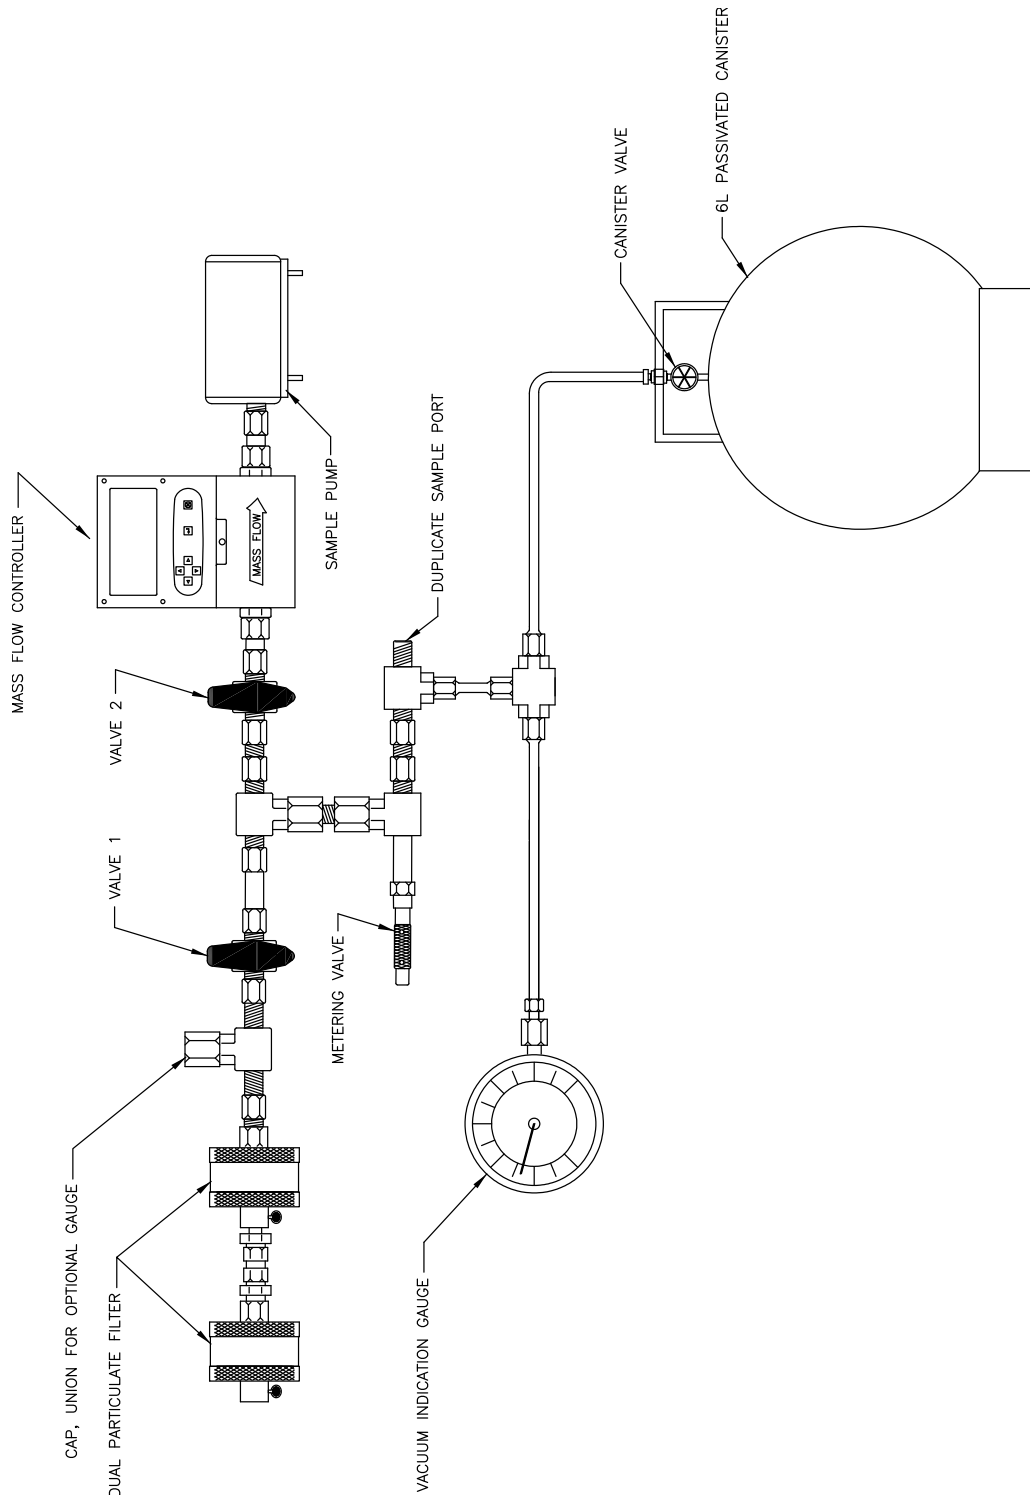 MASS FLOW CONTROLLER
MASS FLOW
SAMPLE PUMP
VALVE 2
VALVE 1
CAP, UNION FOR OPTIONAL GAUGE
DUAL PARTICULATE FILTER
METERING VALVE
DUPLICATE SAMPLE PORT
VACUUM INDICATION GAUGE
CANISTER VALVE
6L PASSIVATED CANISTER